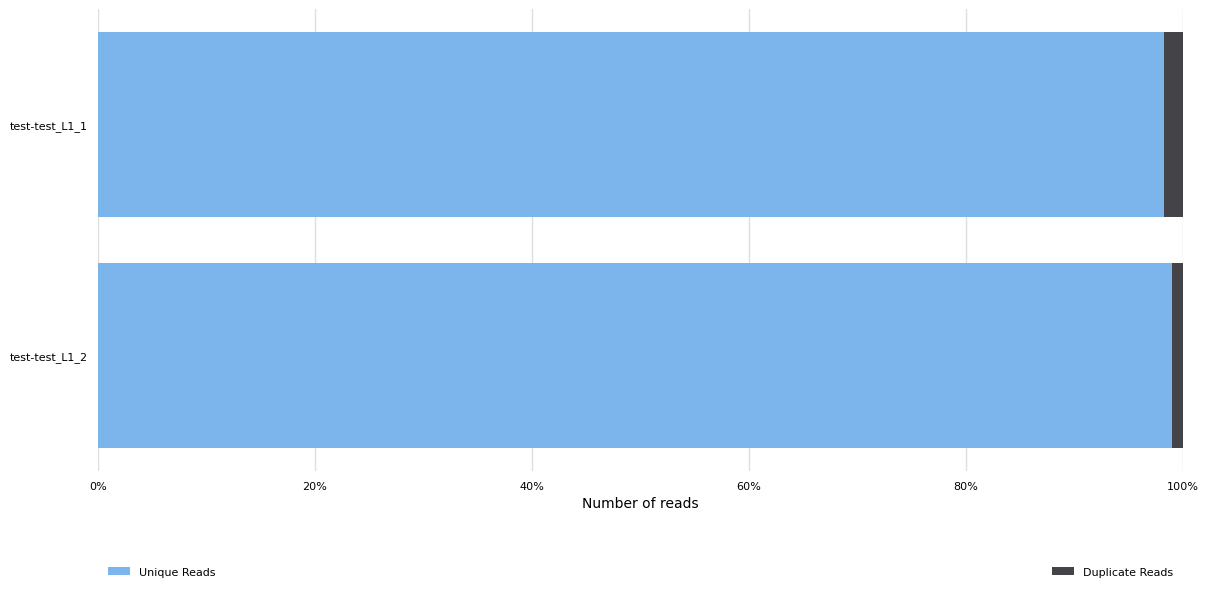 test-test_L1_1
test-test_L1_2
0% 20% 40% 60% 80% 100%
Number of reads
Unique Reads Duplicate Reads